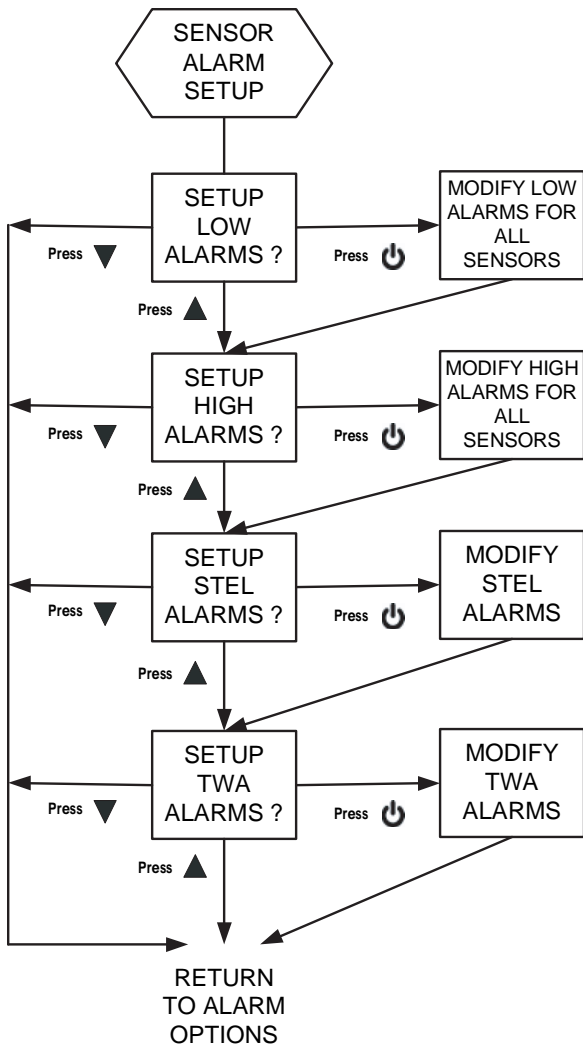 SENSOR
ALARM
SETUP
SETUP
LOW
ALARMS ?
Press
Press
Press
MODIFY LOW
ALARMS FOR
ALL
SENSORS
SETUP
HIGH
ALARMS ?
Press
Press
Press
MODIFY HIGH
ALARMS FOR
ALL
SENSORS
SETUP
STEL
ALARMS ?
Press
Press
Press
MODIFY
STEL
ALARMS
SETUP
TWA
ALARMS ?
Press
Press
Press
MODIFY
TWA
ALARMS
RETURN
TO ALARM
OPTIONS